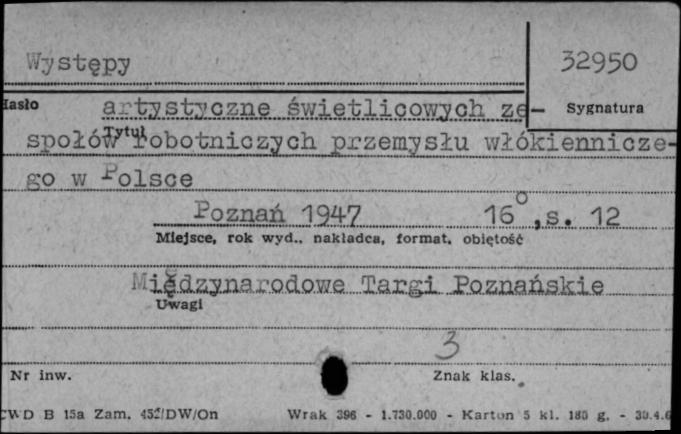 Występy
32950
Hasło artystyczne świetlicowych ze-
Sygnatura
Tytuł
społów robotniczych przemysłu włókiennicze-
go w Polsce
Poznań 1947 16°, s. 12
Miejsce, rok wyd., nakładca, format, objętość
Międzynarodowe Targi Poznańskie
Uwagi
3
Nr inw.
Znak klas.
CWD B 15a Zam. 452/DW/On Wrak 396 - 1.730.000 - Karton 5 kl. 180 g. - 30.4.6